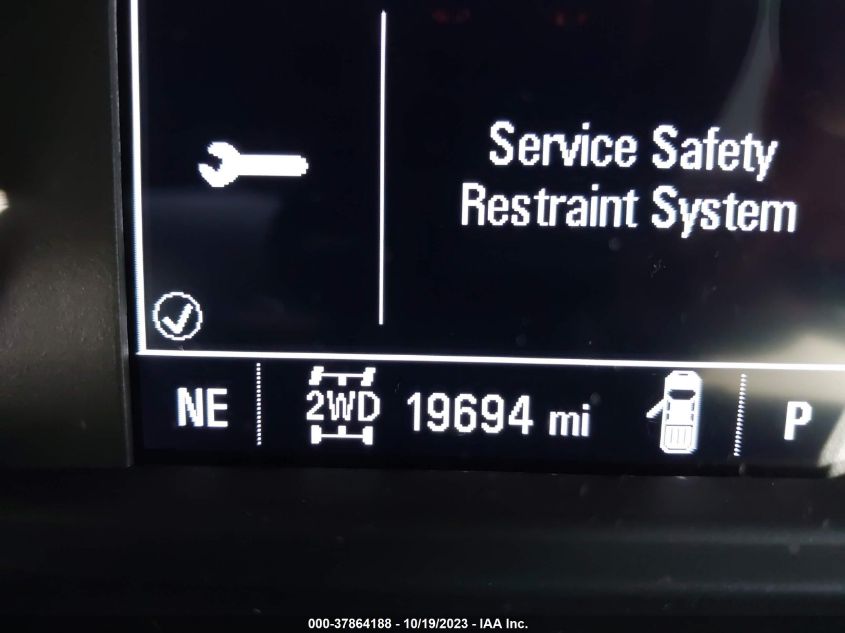 Service Safety
Restraint System
NE 2WD 19694 mi P
000-37864188 - 10/19/2023 - IAA Inc.